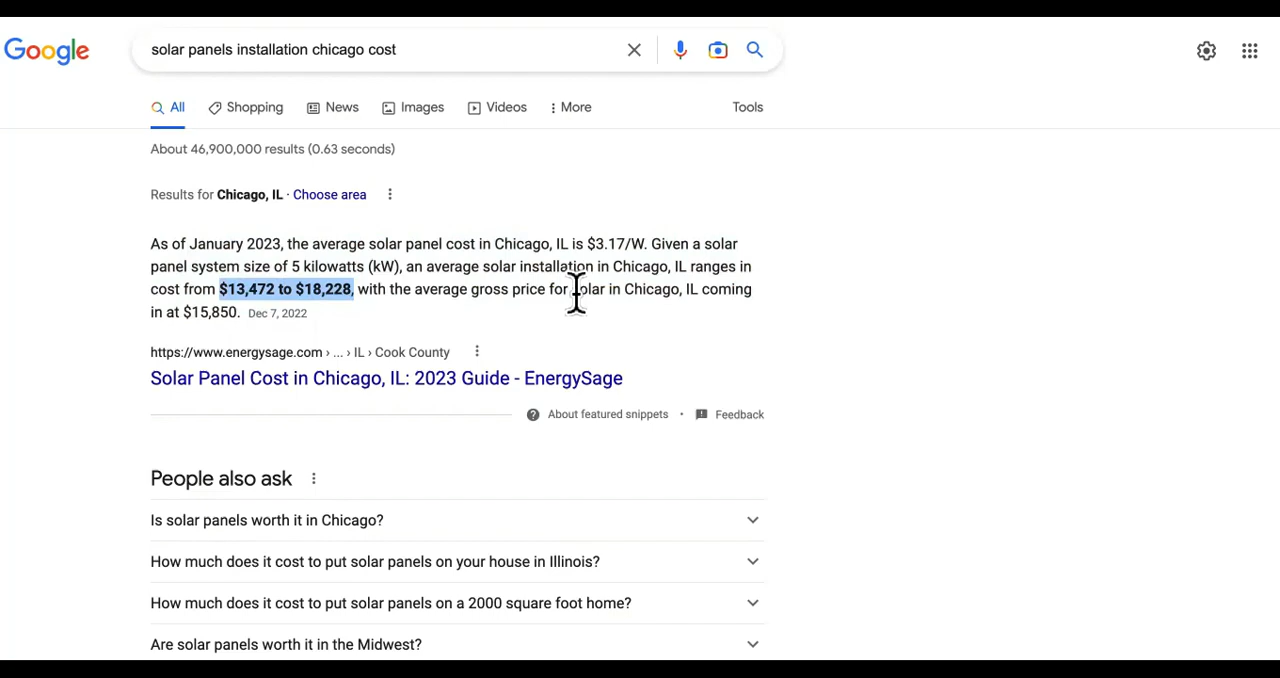 Google
solar panels installation chicago cost
All Shopping News Images Videos More Tools
About 46,900,000 results (0.63 seconds)
Results for Chicago, IL · Choose area
As of January 2023, the average solar panel cost in Chicago, IL is $3.17/W. Given a solar
panel system size of 5 kilowatts (kW), an average solar installation in Chicago, IL ranges in
cost from $13,472 to $18,228, with the average gross price for solar in Chicago, IL coming
in at $15,850. Dec 7, 2022
https://www.energysage.com › ... › IL › Cook County
Solar Panel Cost in Chicago, IL: 2023 Guide - EnergySage
About featured snippets • Feedback
People also ask
Is solar panels worth it in Chicago?
How much does it cost to put solar panels on your house in Illinois?
How much does it cost to put solar panels on a 2000 square foot home?
Are solar panels worth it in the Midwest?